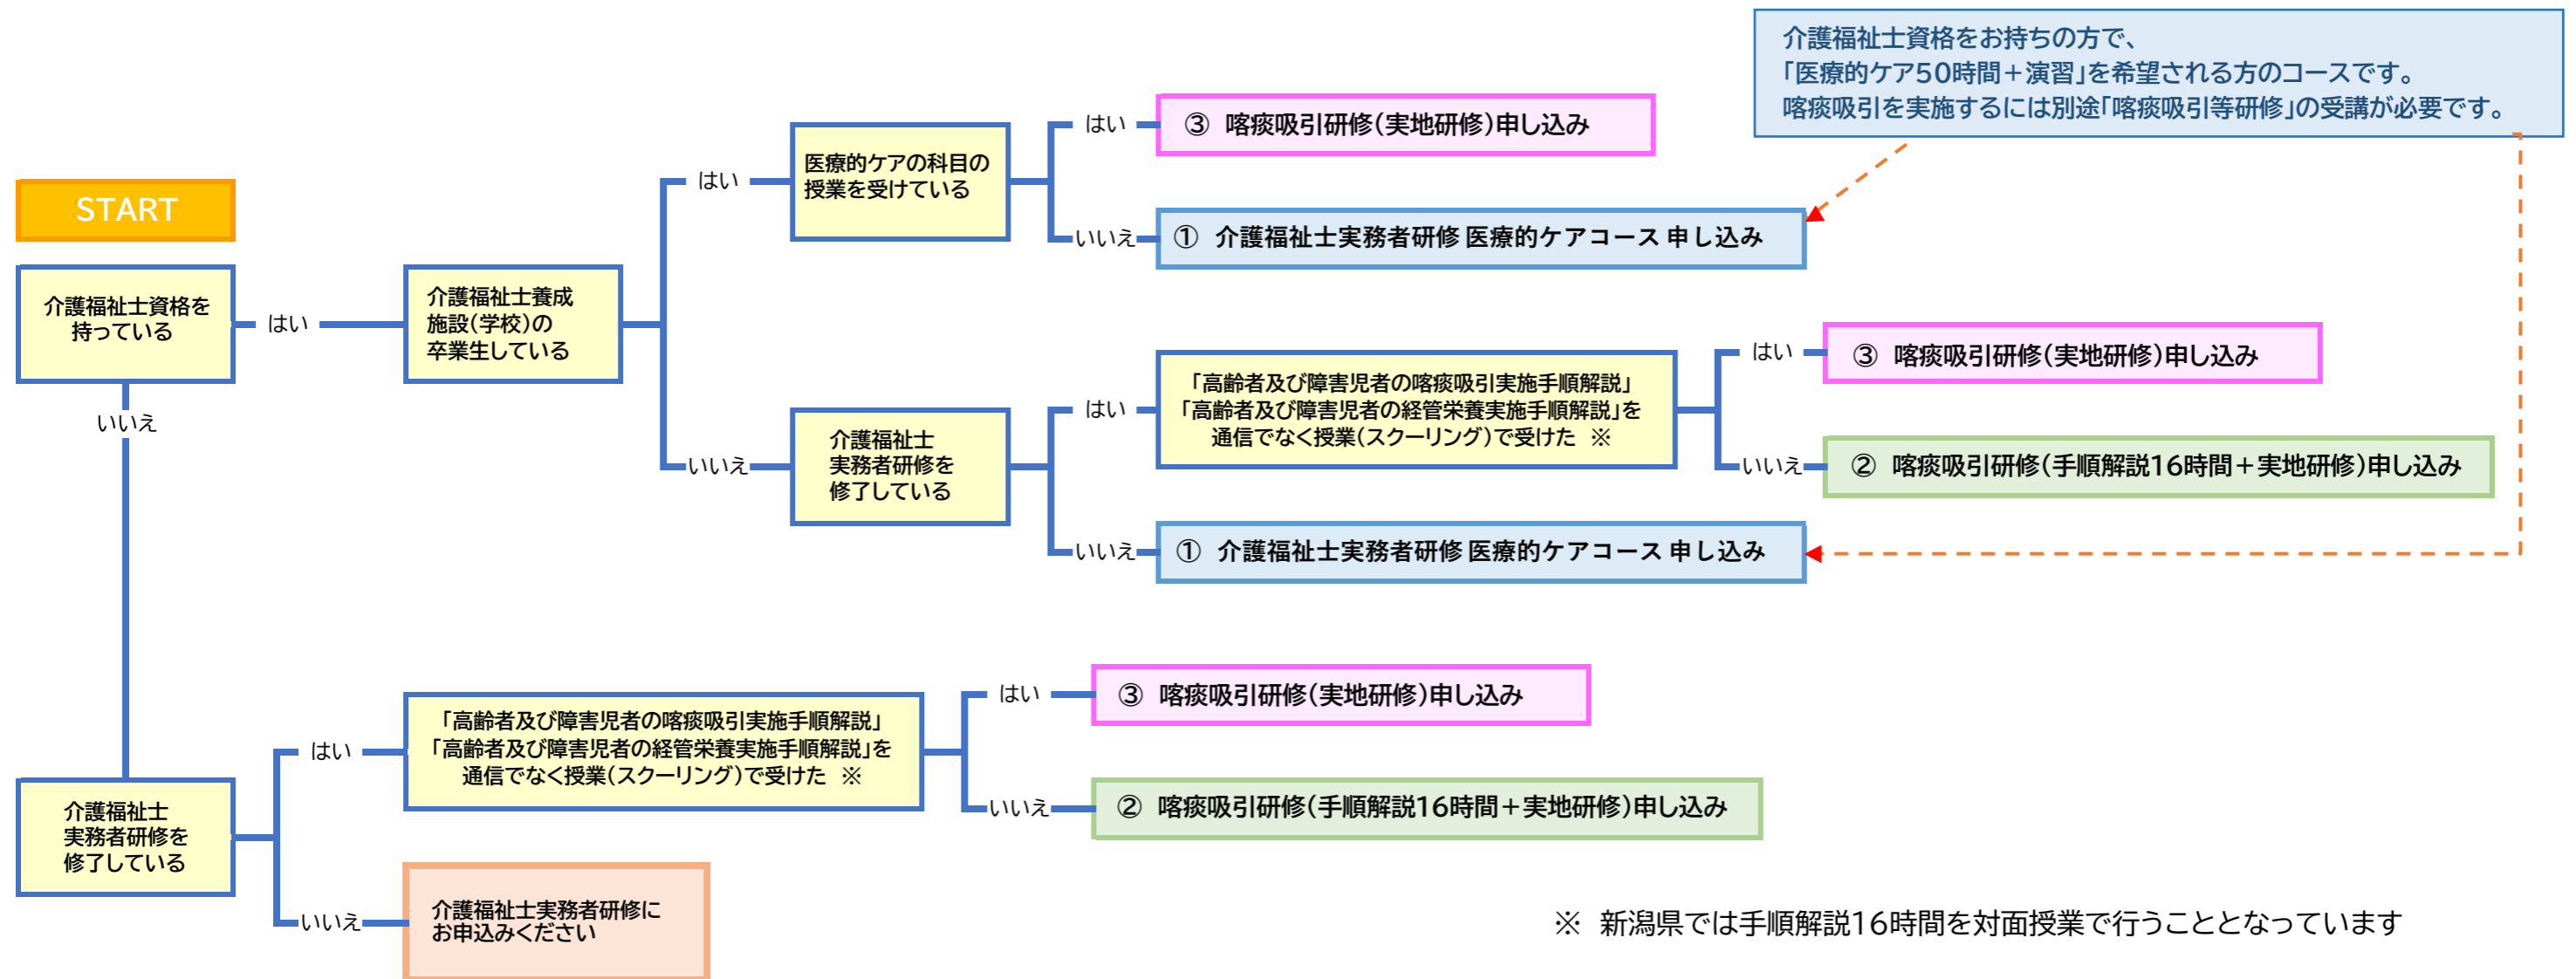 介護福祉士資格をお持ちの方で、
「医療的ケア50時間＋演習」を希望される方のコースです。
喀痰吸引を実施するには別途「喀痰吸引等研修」の受講が必要です。
START
介護福祉士資格を
持っている
はい
いいえ
介護福祉士養成
施設(学校)の
卒業生している
はい
いいえ
医療的ケアの科目の
授業を受けている
はい
③ 喀痰吸引研修(実地研修)申し込み
いいえ
① 介護福祉士実務者研修 医療的ケアコース 申し込み
介護福祉士
実務者研修を
修了している
はい
いいえ
「高齢者及び障害児者の喀痰吸引実施手順解説」
「高齢者及び障害児者の経管栄養実施手順解説」を
通信でなく授業(スクーリング)で受けた ※
はい
③ 喀痰吸引研修(実地研修)申し込み
いいえ
② 喀痰吸引研修(手順解説16時間＋実地研修)申し込み
① 介護福祉士実務者研修 医療的ケアコース 申し込み
介護福祉士
実務者研修を
修了している
はい
いいえ
「高齢者及び障害児者の喀痰吸引実施手順解説」
「高齢者及び障害児者の経管栄養実施手順解説」を
通信でなく授業(スクーリング)で受けた ※
はい
③ 喀痰吸引研修(実地研修)申し込み
いいえ
② 喀痰吸引研修(手順解説16時間＋実地研修)申し込み
介護福祉士実務者研修に
お申込みください
※ 新潟県では手順解説16時間を対面授業で行うこととなっています